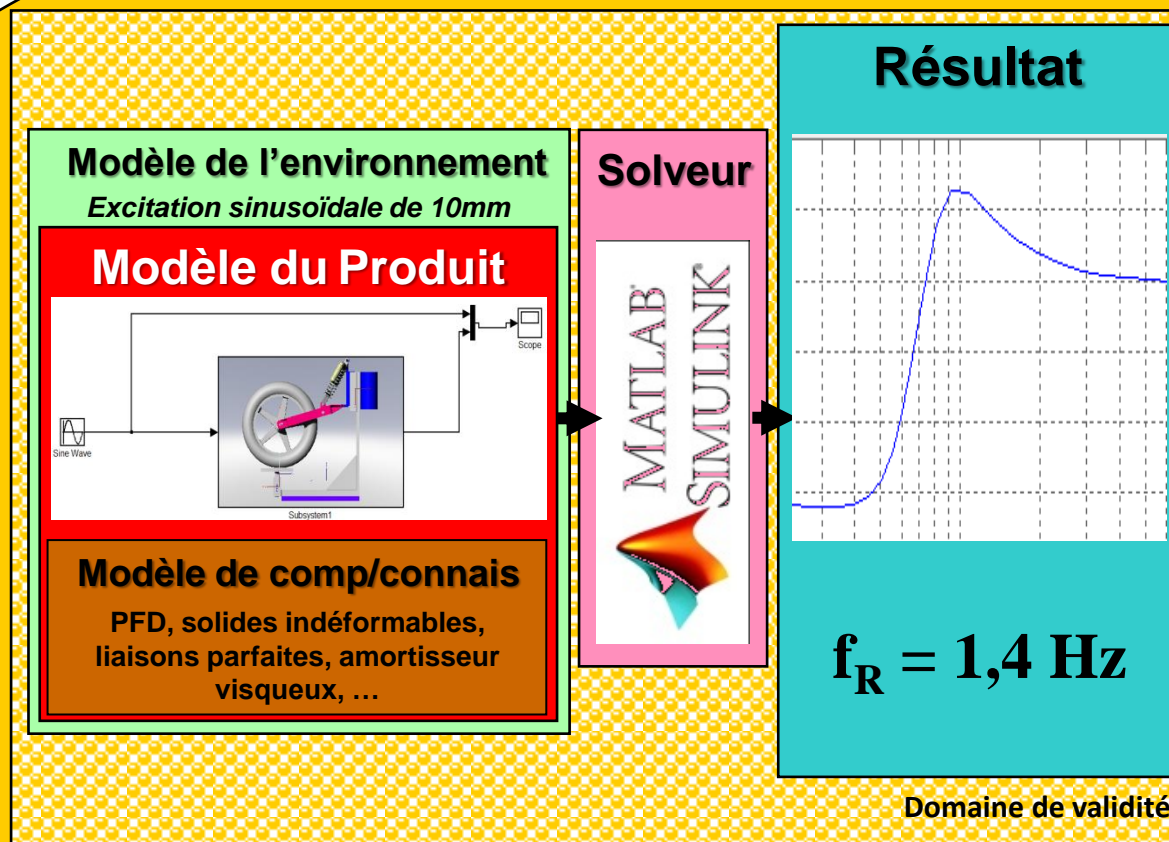 Résultat
Modèle de l'environnement
Excitation sinusoïdale de 10mm
Solveur
Modèle du Produit
Scope
Sine Wave
Subsystem1
MATLAB®
SIMULINK®
Modèle de comp/connais
PFD, solides indéformables,
liaisons parfaites, amortisseur
visqueux, …
fR = 1,4 Hz
Domaine de validité